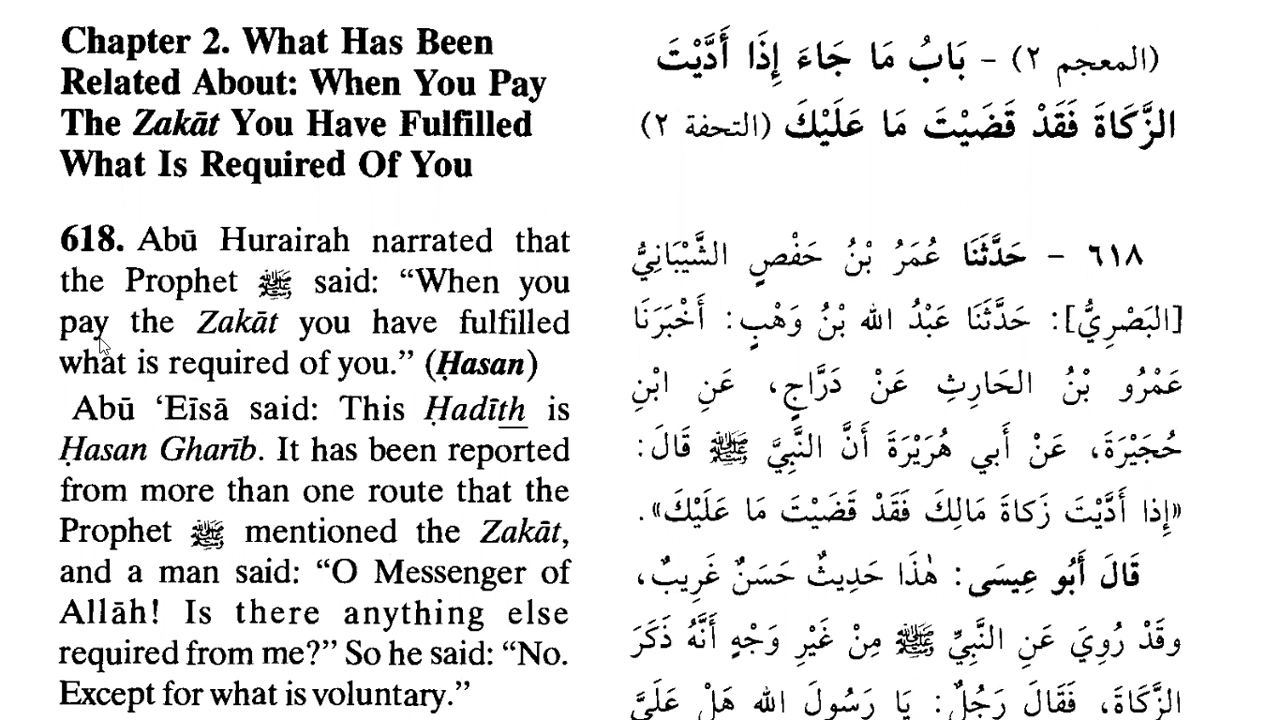 Chapter 2. What Has Been
Related About: When You Pay
The Zakāt You Have Fulfilled
What Is Required Of You
618. Abū Hurairah narrated that
the Prophet ﷺ said: “When you
pay the Zakāt you have fulfilled
what is required of you.” (Ḥasan)
Abū ‘Eīsā said: This Ḥadīth is
Ḥasan Gharīb. It has been reported
from more than one route that the
Prophet ﷺ mentioned the Zakāt,
and a man said: “O Messenger of
Allāh! Is there anything else
required from me?” So he said: “No.
Except for what is voluntary.”
(المعجم ٢) - بَابُ مَا جَاءَ إِذَا أَدَّيْتَ
الزَّكَاةَ فَقَدْ قَضَيْتَ مَا عَلَيْكَ (التحفة ٢)
٦١٨ - حَدَّثَنَا عُمَرُ بْنُ حَفْصٍ الشَّيْبَانِيُّ
[البَصْرِيُّ]: حَدَّثَنَا عَبْدُ الله بْنُ وَهْبٍ: أَخْبَرَنَا
عَمْرُو بْنُ الحَارِثِ عَنْ دَرَّاجٍ، عَنِ ابْنِ
حُجَيْرَةَ، عَنْ أَبي هُرَيْرَةَ أَنَّ النَّبِيَّ ﷺ قَالَ:
«إِذا أَدَّيْتَ زَكاةَ مَالِكَ فَقَدْ قَضَيْتَ مَا عَلَيْكَ».
قَالَ أَبُو عِيسَى: هٰذَا حَدِيثٌ حَسَنٌ غَرِيبٌ،
وقَدْ رُوِيَ عَنِ النَّبِيِّ ﷺ مِنْ غَيْرِ وَجْهٍ أَنَّهُ ذَكَرَ
الزَّكَاةَ، فَقَالَ رَجُلٌ: يَا رَسُولَ الله هَلْ عَلَيَّ